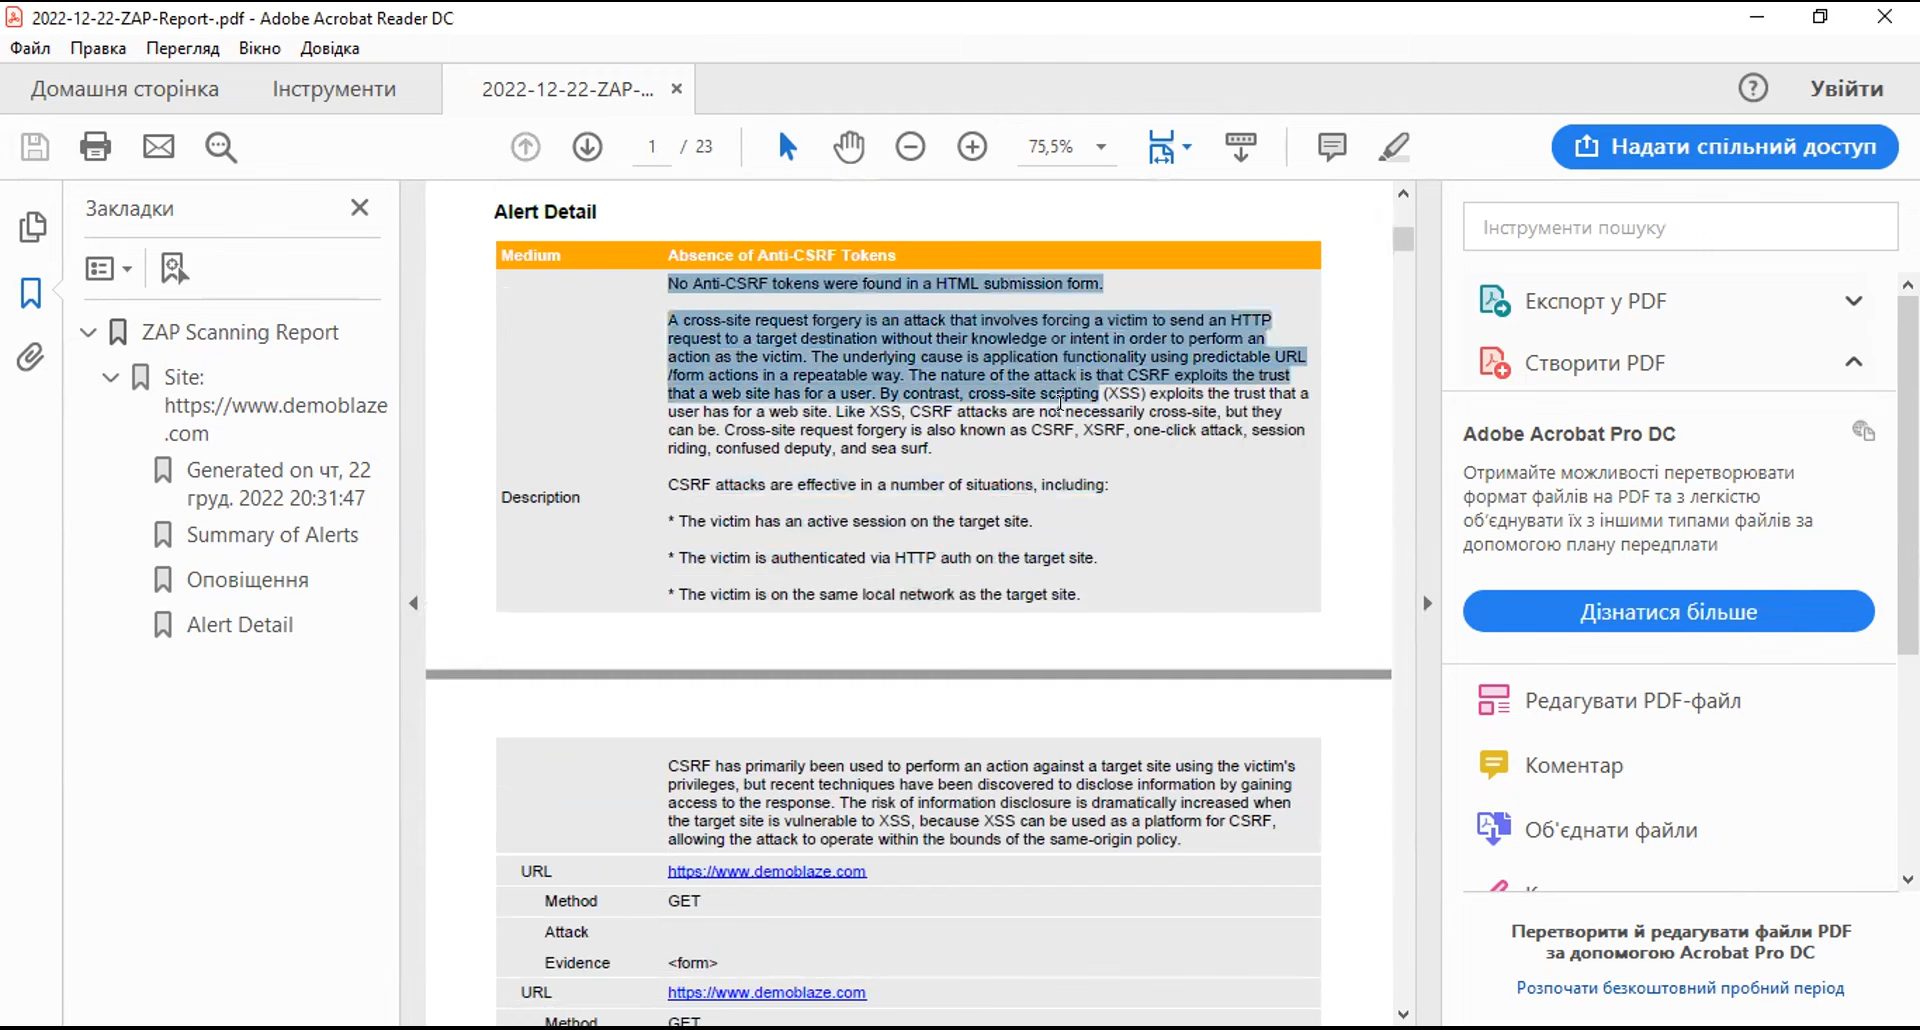 2022-12-22-ZAP-Report-.pdf - Adobe Acrobat Reader DC
Файл Правка Перегляд Вікно Довідка
Домашня сторінка Інструменти 2022-12-22-ZAP-... Увійти
1 / 23 75,5% Надати спільний доступ
Закладки
ZAP Scanning Report
Site:
https://www.demoblaze
.com
Generated on чт, 22
груд. 2022 20:31:47
Summary of Alerts
Оповіщення
Alert Detail
Alert Detail
Medium Absence of Anti-CSRF Tokens
No Anti-CSRF tokens were found in a HTML submission form.
A cross-site request forgery is an attack that involves forcing a victim to send an HTTP
request to a target destination without their knowledge or intent in order to perform an
action as the victim. The underlying cause is application functionality using predictable URL
/form actions in a repeatable way. The nature of the attack is that CSRF exploits the trust
that a web site has for a user. By contrast, cross-site scripting (XSS) exploits the trust that a
user has for a web site. Like XSS, CSRF attacks are not necessarily cross-site, but they
can be. Cross-site request forgery is also known as CSRF, XSRF, one-click attack, session
riding, confused deputy, and sea surf.
CSRF attacks are effective in a number of situations, including:
Description
* The victim has an active session on the target site.
* The victim is authenticated via HTTP auth on the target site.
* The victim is on the same local network as the target site.
CSRF has primarily been used to perform an action against a target site using the victim's
privileges, but recent techniques have been discovered to disclose information by gaining
access to the response. The risk of information disclosure is dramatically increased when
the target site is vulnerable to XSS, because XSS can be used as a platform for CSRF,
allowing the attack to operate within the bounds of the same-origin policy.
URL https://www.demoblaze.com
Method GET
Attack
Evidence <form>
URL https://www.demoblaze.com
Method GET
Інструменти пошуку
Експорт у PDF
Створити PDF
Adobe Acrobat Pro DC
Отримайте можливості перетворювати
формат файлів на PDF та з легкістю
об'єднувати їх з іншими типами файлів за
допомогою плану передплати
Дізнатися більше
Редагувати PDF-файл
Коментар
Об'єднати файли
Перетворити й редагувати файли PDF
за допомогою Acrobat Pro DC
Розпочати безкоштовний пробний період